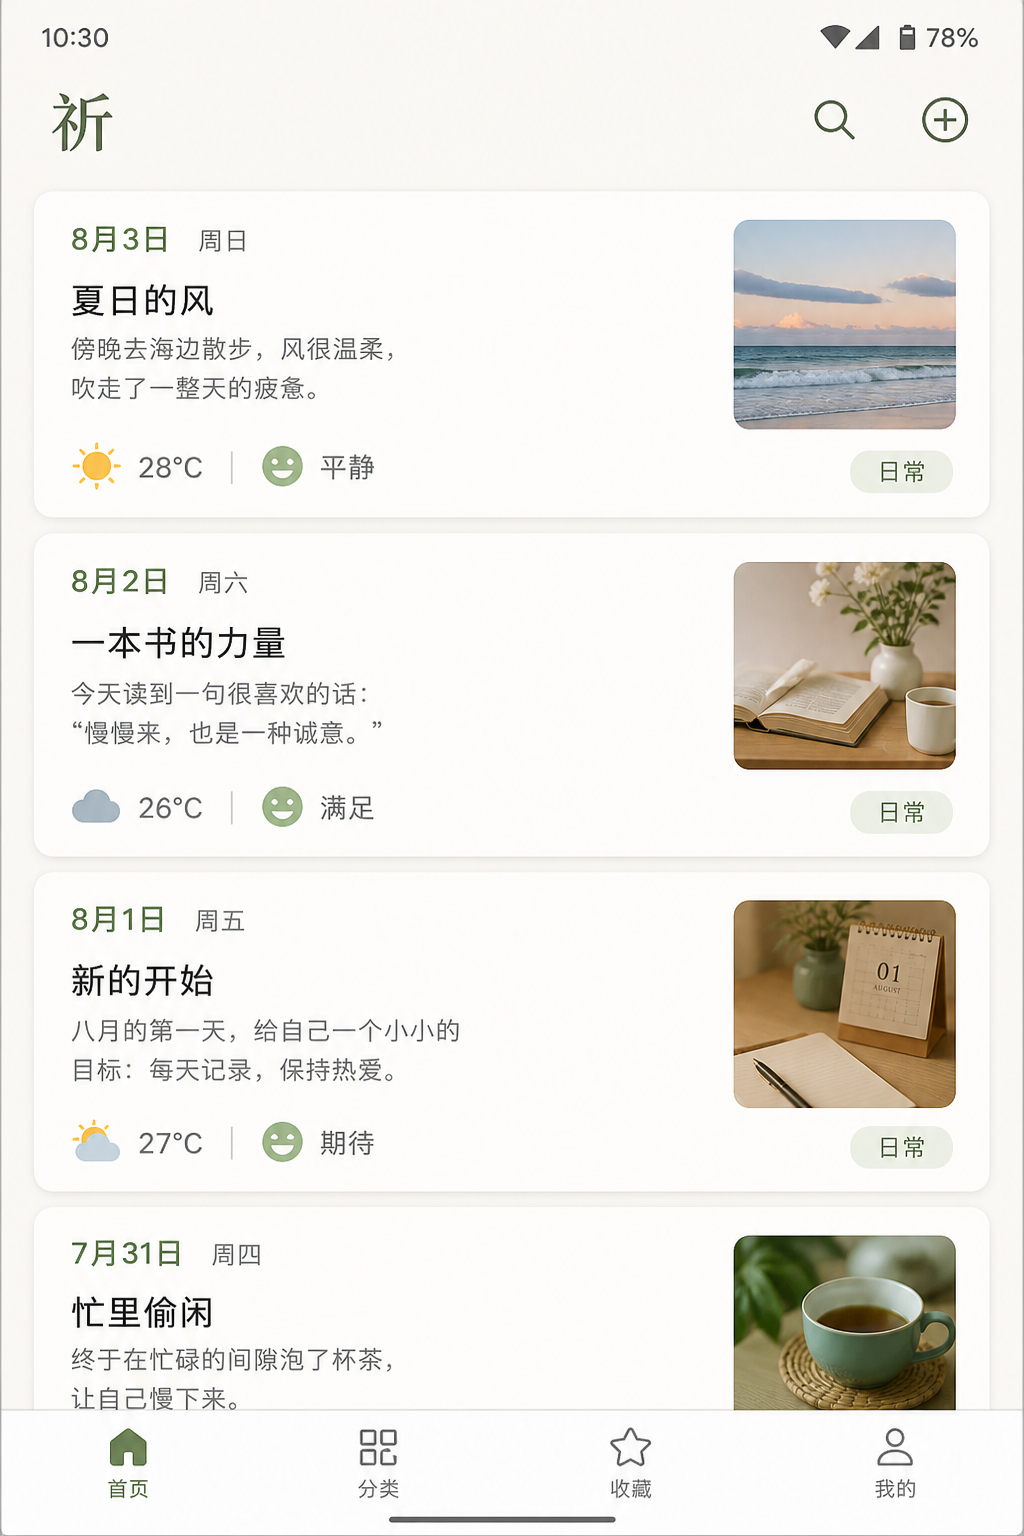 10:30
78%
祈
8月3日 周日
夏日的风
傍晚去海边散步，风很温柔，
吹走了一整天的疲惫。
28°C 平静
日常
8月2日 周六
一本书的力量
今天读到一句很喜欢的话：
“慢慢来，也是一种诚意。”
26°C 满足
日常
8月1日 周五
新的开始
01
AUGUST
八月的第一天，给自己一个小小的
目标：每天记录，保持热爱。
27°C 期待
日常
7月31日 周四
忙里偷闲
终于在忙碌的间隙泡了杯茶，
让自己慢下来。
首页 分类 收藏 我的